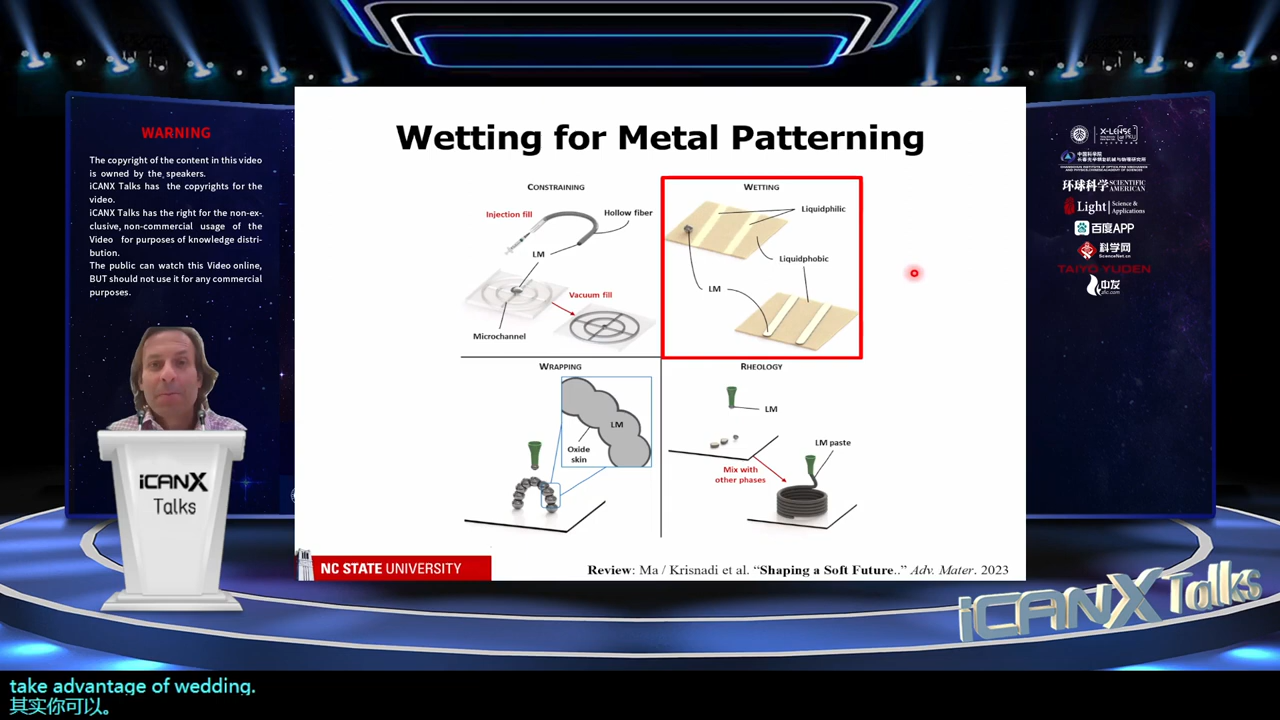 WARNING
The copyright of the content in this video
is owned by the speakers.
iCANX Talks has the copyrights for the
video.
iCANX Talks has the right for the non-ex-
clusive, non-commercial usage of the
Video for purposes of knowledge distri-
bution.
The public can watch this Video online,
BUT should not use it for any commercial
purposes.
iCANX
Talks
Wetting for Metal Patterning
CONSTRAINING
Injection fill
Hollow fiber
LM
Vacuum fill
Microchannel
WETTING
Liquidphilic
Liquidphobic
LM
WRAPPING
LM
Oxide
skin
RHEOLOGY
LM
LM paste
Mix with
other phases
NC STATE UNIVERSITY
Review: Ma / Krisnadi et al. “Shaping a Soft Future..” Adv. Mater. 2023
X-LENSE
环球科学 SCIENTIFIC AMERICAN
Light Science & Applications
百度APP
科学网
ScienceNet.cn
TAIYO YUDEN
中发
iCANX Talks
take advantage of wedding.
其实你可以。